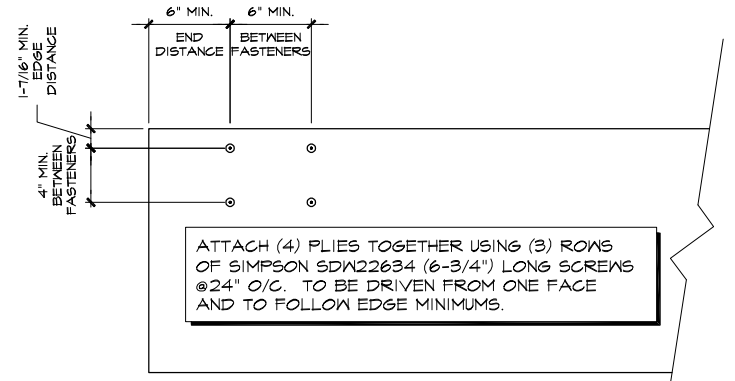 6" MIN.
6" MIN.
END
DISTANCE
BETWEEN
FASTENERS
1-7/16" MIN.
EDGE
DISTANCE
4" MIN.
BETWEEN
FASTENERS
ATTACH (4) PLIES TOGETHER USING (3) ROWS
OF SIMPSON SDW22634 (6-3/4") LONG SCREWS
@24" O/C. TO BE DRIVEN FROM ONE FACE
AND TO FOLLOW EDGE MINIMUMS.